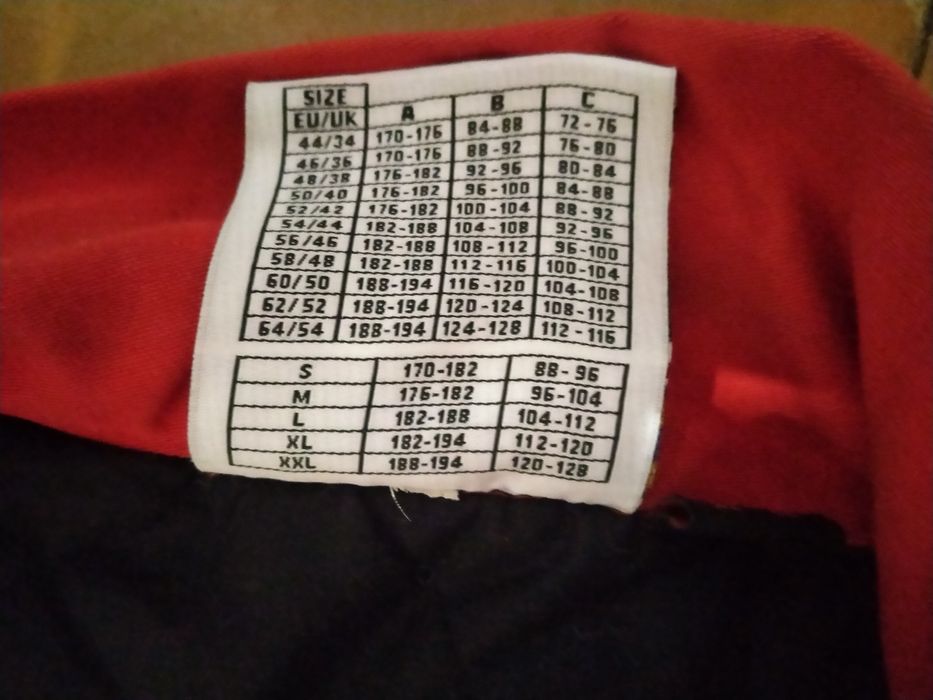 SIZE
EU/UK A B C
44/34 170-176 84-88 72-76
46/36 170-176 88-92 76-80
48/38 176-182 92-96 80-84
50/40 176-182 96-100 84-88
52/42 176-182 100-104 88-92
54/44 182-188 104-108 92-96
56/46 182-188 108-112 96-100
58/48 182-188 112-116 100-104
60/50 188-194 116-120 104-108
62/52 188-194 120-124 108-112
64/54 188-194 124-128 112-116
S 170-182 88-96
M 176-182 96-104
L 182-188 104-112
XL 182-194 112-120
XXL 188-194 120-128